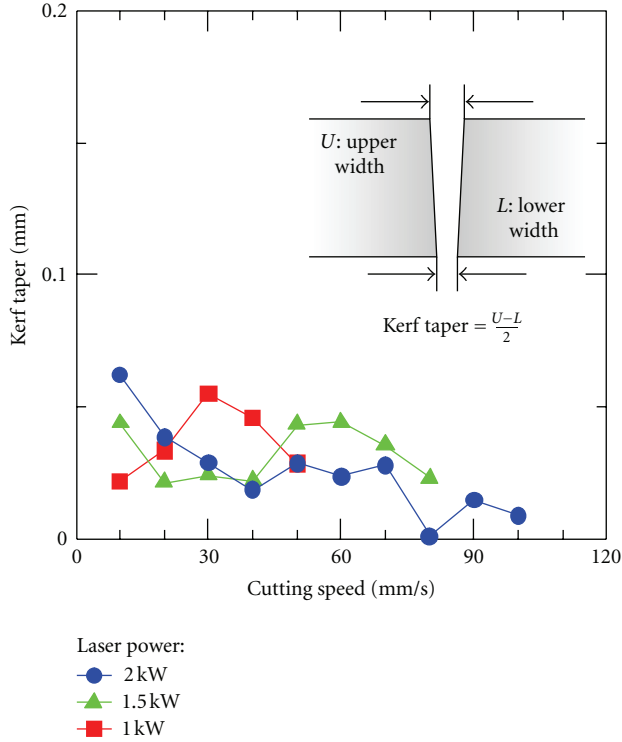 0.2
0.1
0
Kerf taper (mm)
U: upper
width
L: lower
width
Kerf taper = U−L/2
0 30 60 90 120
Cutting speed (mm/s)
Laser power:
2 kW
1.5 kW
1 kW